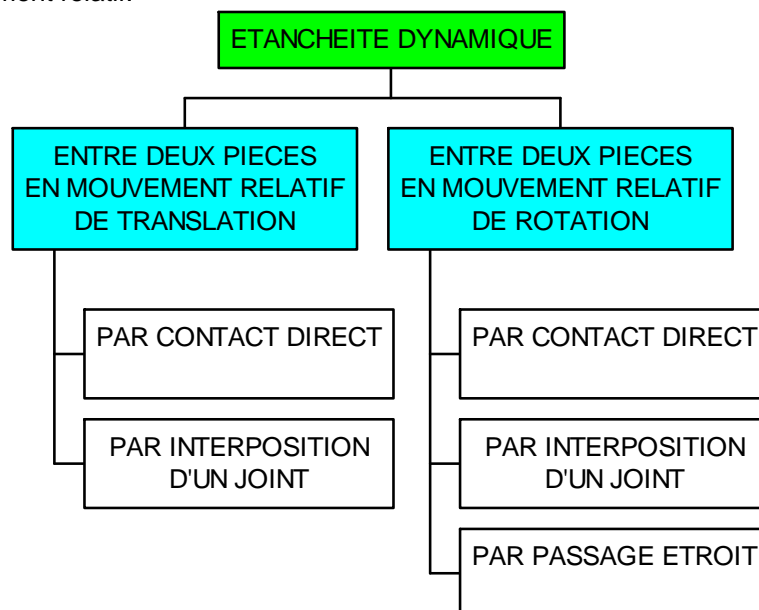 ETANCHEITE DYNAMIQUE
ENTRE DEUX PIECES
EN MOUVEMENT RELATIF
DE TRANSLATION
PAR CONTACT DIRECT
PAR INTERPOSITION
D'UN JOINT
ENTRE DEUX PIECES
EN MOUVEMENT RELATIF
DE ROTATION
PAR CONTACT DIRECT
PAR INTERPOSITION
D'UN JOINT
PAR PASSAGE ETROIT